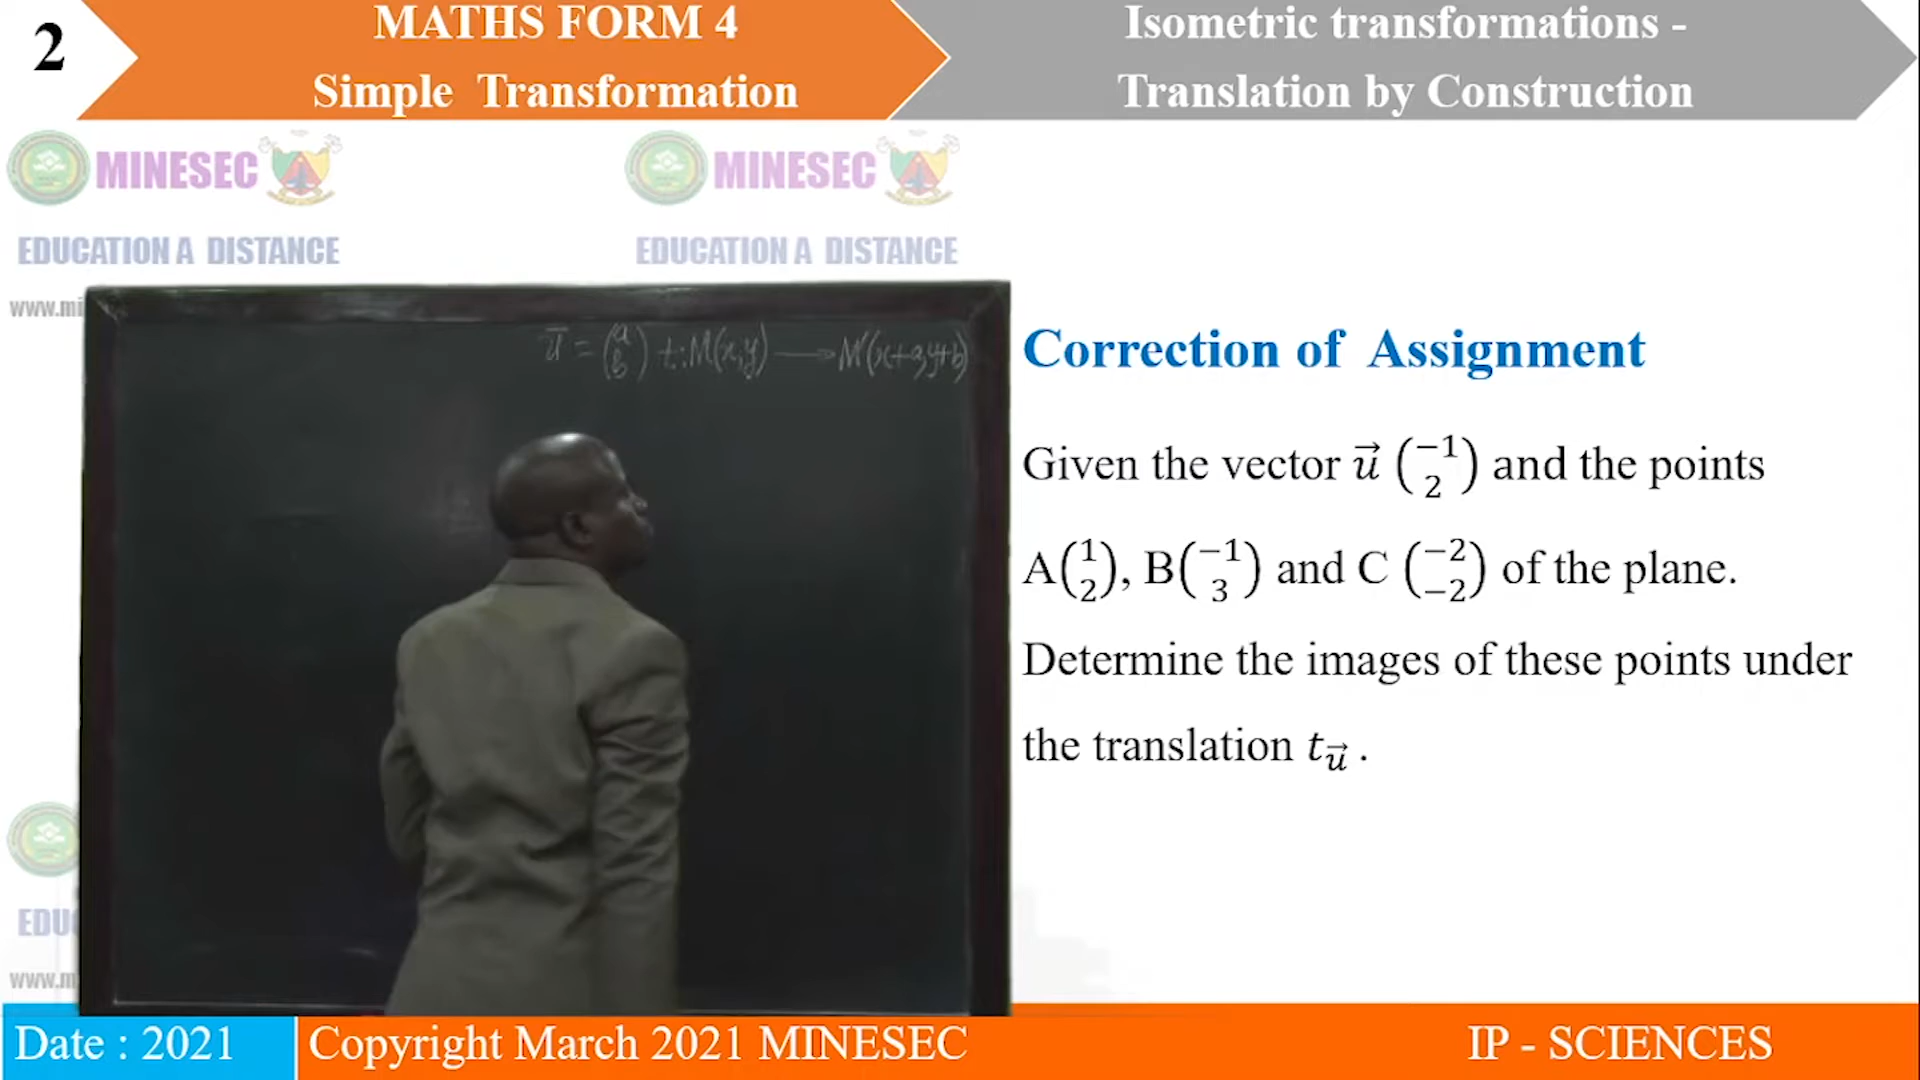 2
MATHS FORM 4
Simple Transformation
Isometric transformations -
Translation by Construction
MINESEC
MINESEC
EDUCATION A DISTANCE
EDUCATION A DISTANCE
www.mi
u⃗ = (a b) t : M(x,y) → M'(x+a,y+b)
Correction of Assignment
Given the vector u⃗ (−1 2) and the points
A(1 2), B(−1 3) and C (−2 −2) of the plane.
Determine the images of these points under
the translation t u⃗ .
EDU
www.m
Date : 2021
Copyright March 2021 MINESEC
IP - SCIENCES